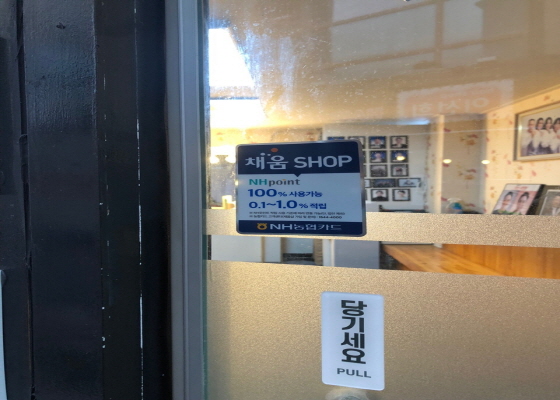 채움 SHOP
NHpoint
100% 사용가능
0.1~1.0% 적립
NH농협카드
당기세요
PULL